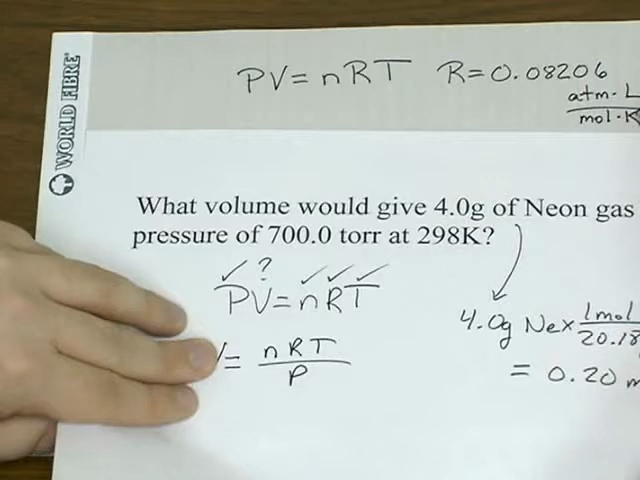 WORLD FIBRE
PV = nRT R = 0.08206
atm · L
mol · K
What volume would give 4.0g of Neon gas
pressure of 700.0 torr at 298K?
✓ ? ✓ ✓ ✓
PV = nRT
= nRT
P
4.0g Ne x 1mol
20.18
= 0.20 m